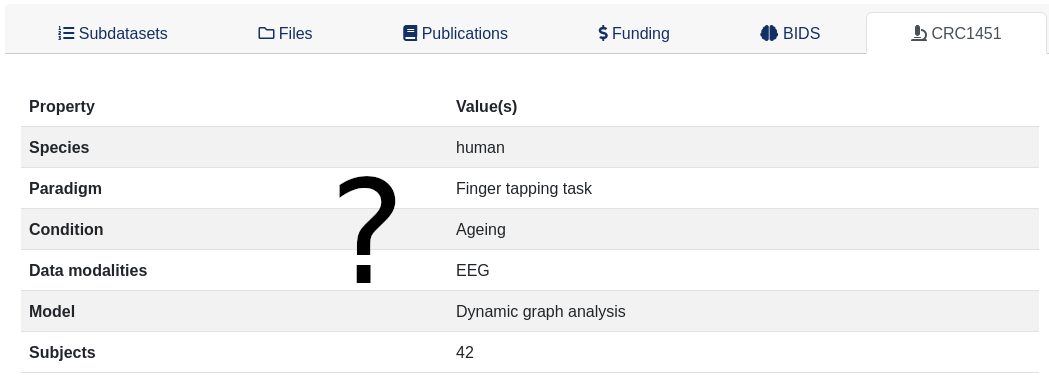 Subdatasets Files Publications Funding BIDS CRC1451
Property Value(s)
Species human
Paradigm Finger tapping task
Condition Ageing
Data modalities EEG
Model Dynamic graph analysis
Subjects 42
?